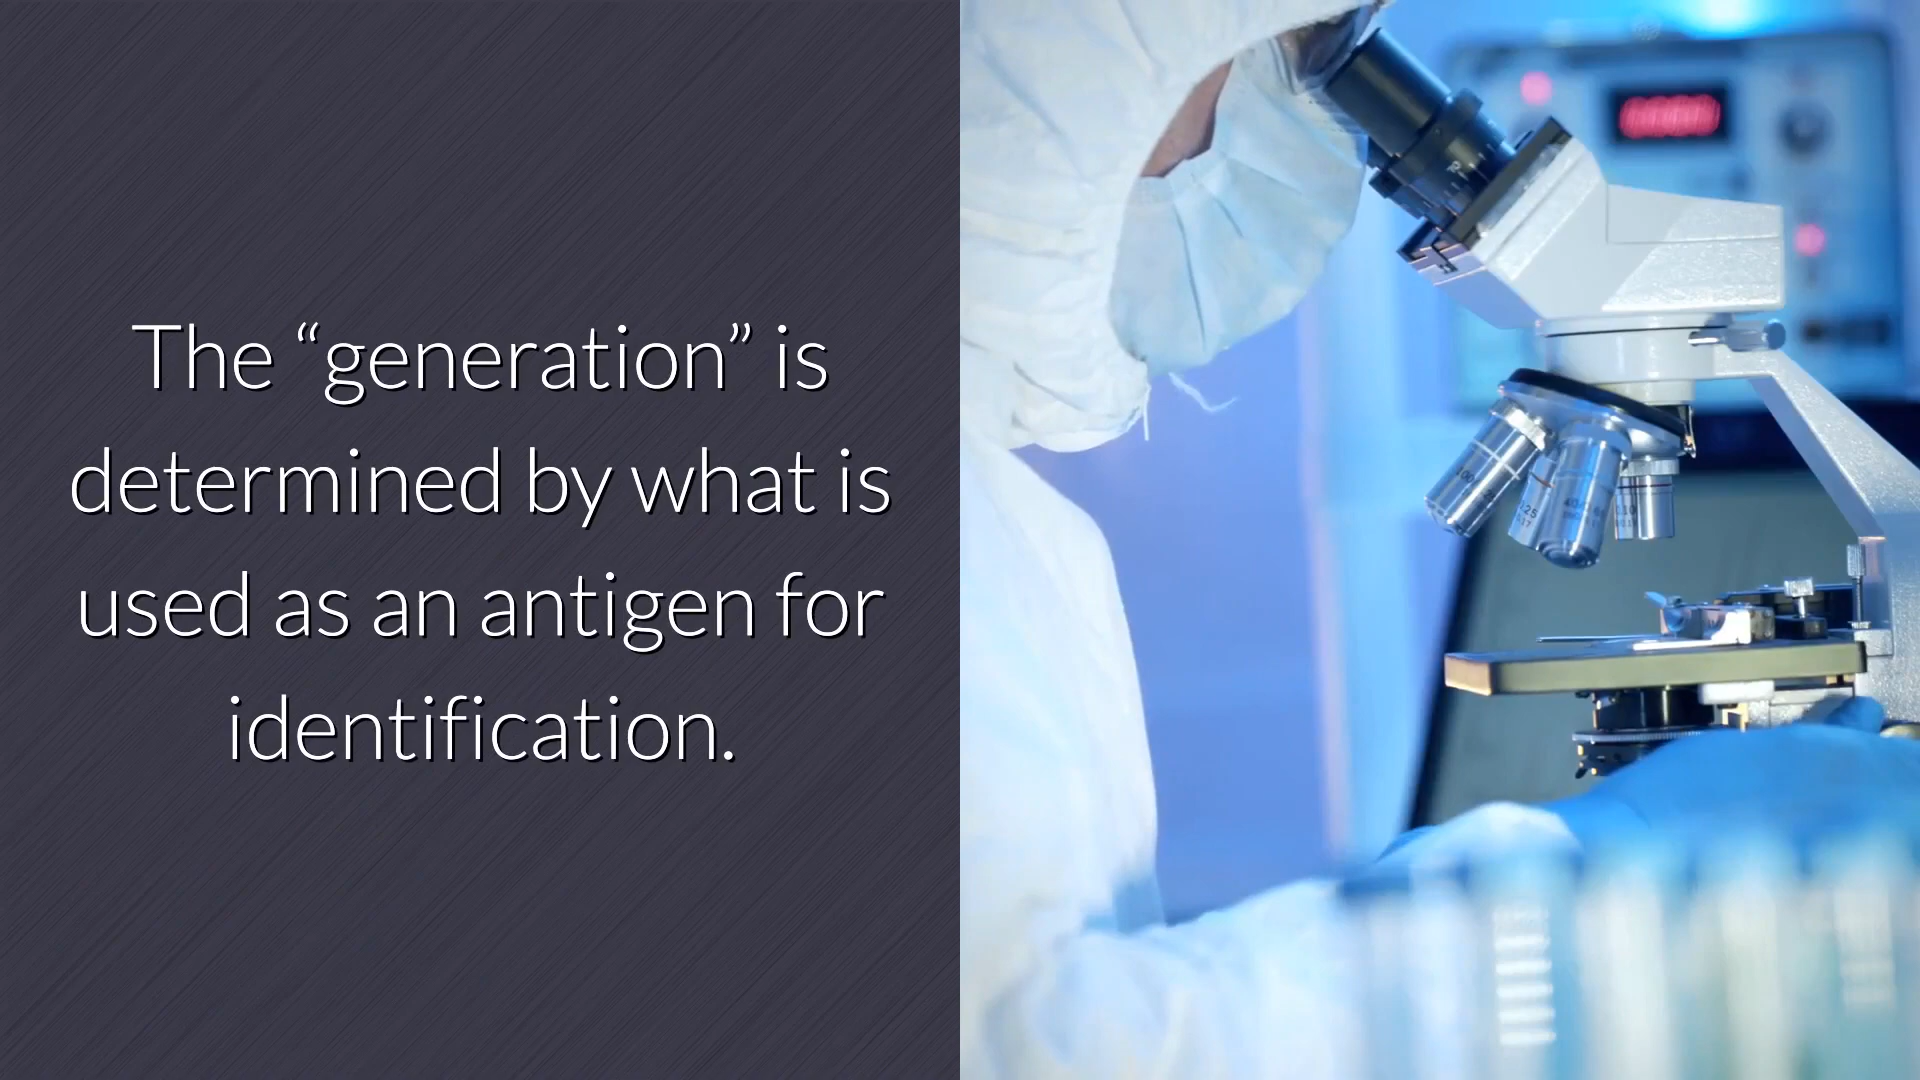 The “generation” is
determined by what is
used as an antigen for
identification.